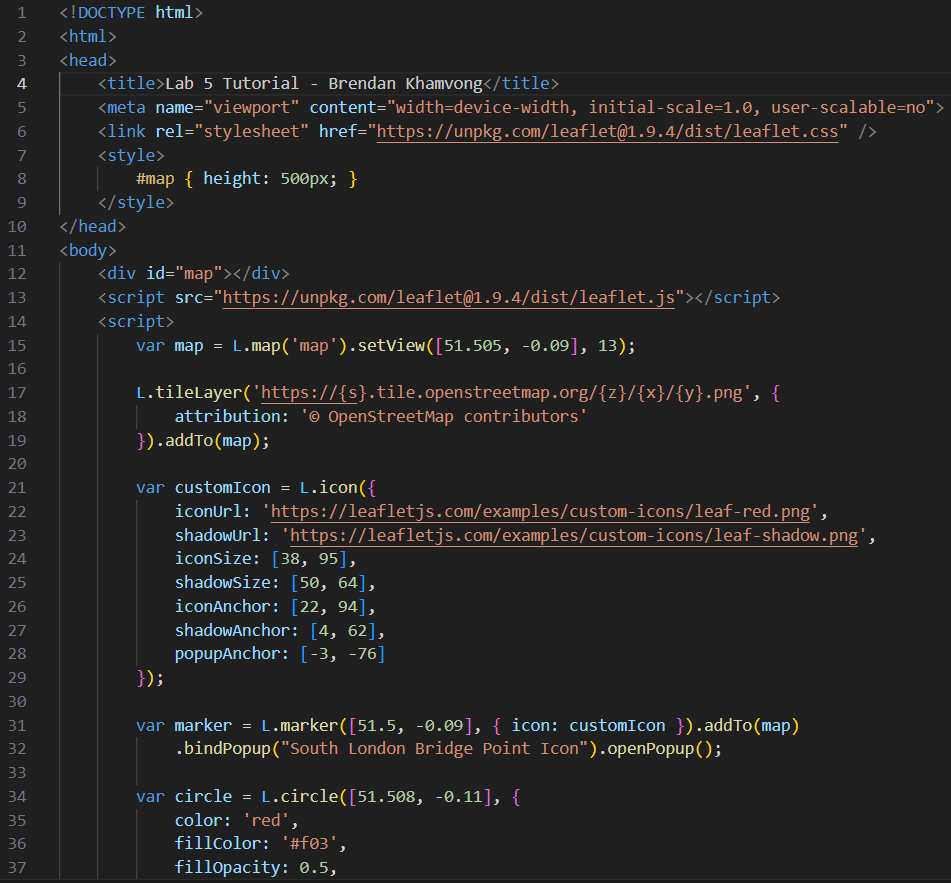 1 <!DOCTYPE html>
2 <html>
3 <head>
4     <title>Lab 5 Tutorial - Brendan Khamvong</title>
5     <meta name="viewport" content="width=device-width, initial-scale=1.0, user-scalable=no">
6     <link rel="stylesheet" href="https://unpkg.com/leaflet@1.9.4/dist/leaflet.css" />
7     <style>
8         #map { height: 500px; }
9     </style>
10 </head>
11 <body>
12     <div id="map"></div>
13     <script src="https://unpkg.com/leaflet@1.9.4/dist/leaflet.js"></script>
14     <script>
15         var map = L.map('map').setView([51.505, -0.09], 13);
16
17         L.tileLayer('https://{s}.tile.openstreetmap.org/{z}/{x}/{y}.png', {
18             attribution: '© OpenStreetMap contributors'
19         }).addTo(map);
20
21         var customIcon = L.icon({
22             iconUrl: 'https://leafletjs.com/examples/custom-icons/leaf-red.png',
23             shadowUrl: 'https://leafletjs.com/examples/custom-icons/leaf-shadow.png',
24             iconSize: [38, 95],
25             shadowSize: [50, 64],
26             iconAnchor: [22, 94],
27             shadowAnchor: [4, 62],
28             popupAnchor: [-3, -76]
29         });
30
31         var marker = L.marker([51.5, -0.09], { icon: customIcon }).addTo(map)
32             .bindPopup("South London Bridge Point Icon").openPopup();
33
34         var circle = L.circle([51.508, -0.11], {
35             color: 'red',
36             fillColor: '#f03',
37             fillOpacity: 0.5,